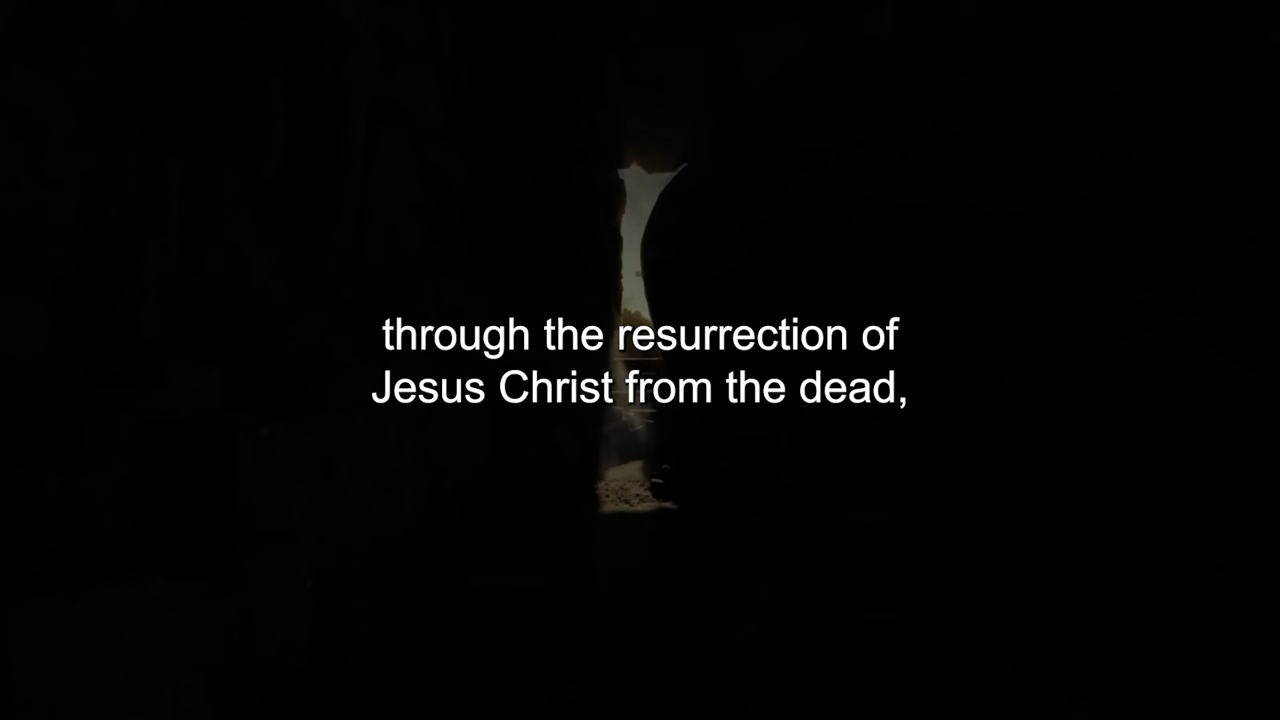 through the resurrection of
Jesus Christ from the dead,